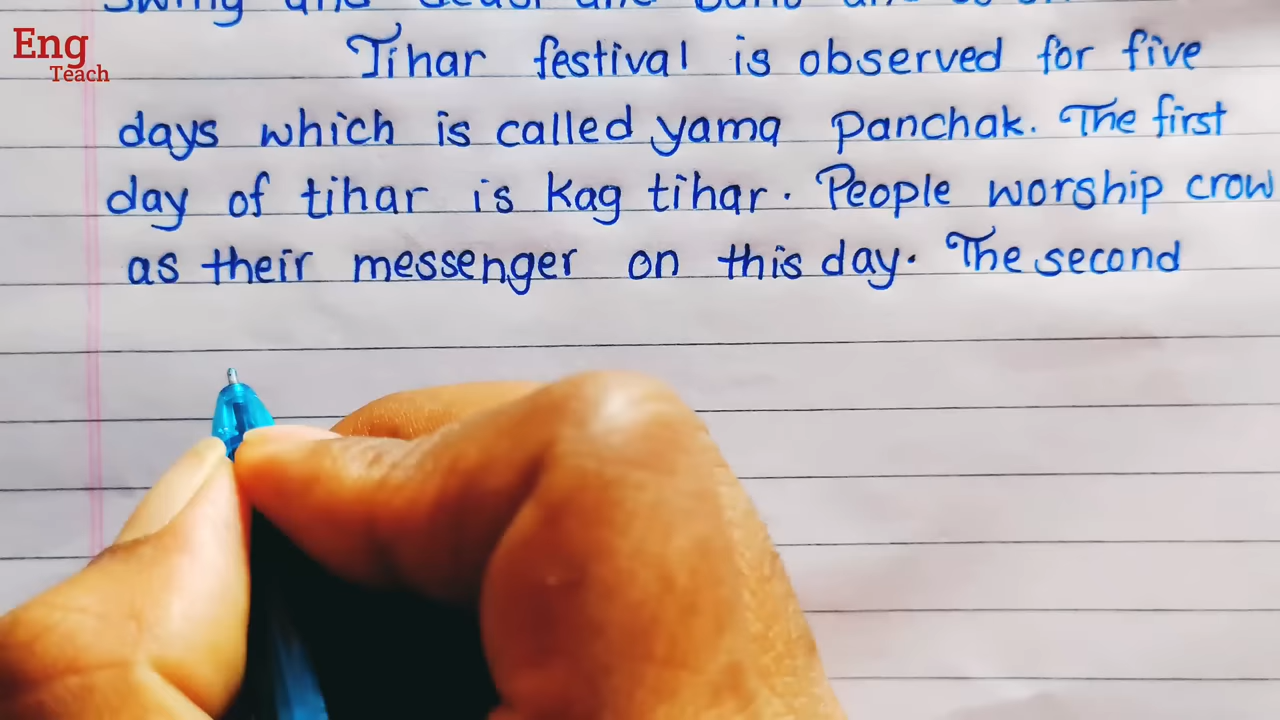 Eng
Teach
Tihar festival is observed for five
days which is called yama panchak. The first
day of tihar is kag tihar. People worship crow
as their messenger on this day. The second